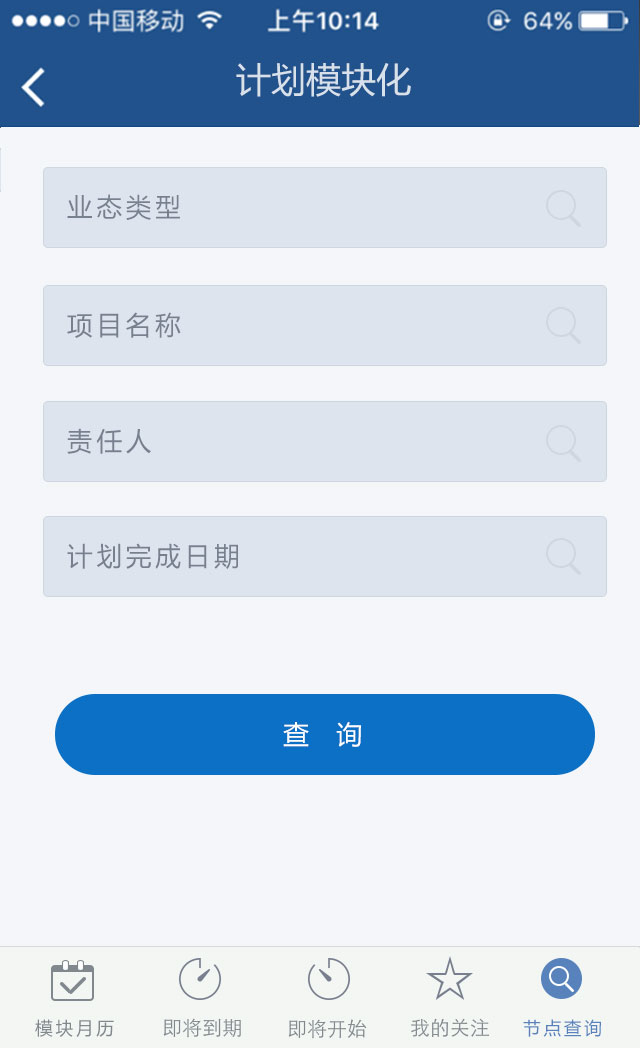 中国移动 上午10:14 64%
计划模块化
业态类型
项目名称
责任人
计划完成日期
查 询
模块月历 即将到期 即将开始 我的关注 节点查询